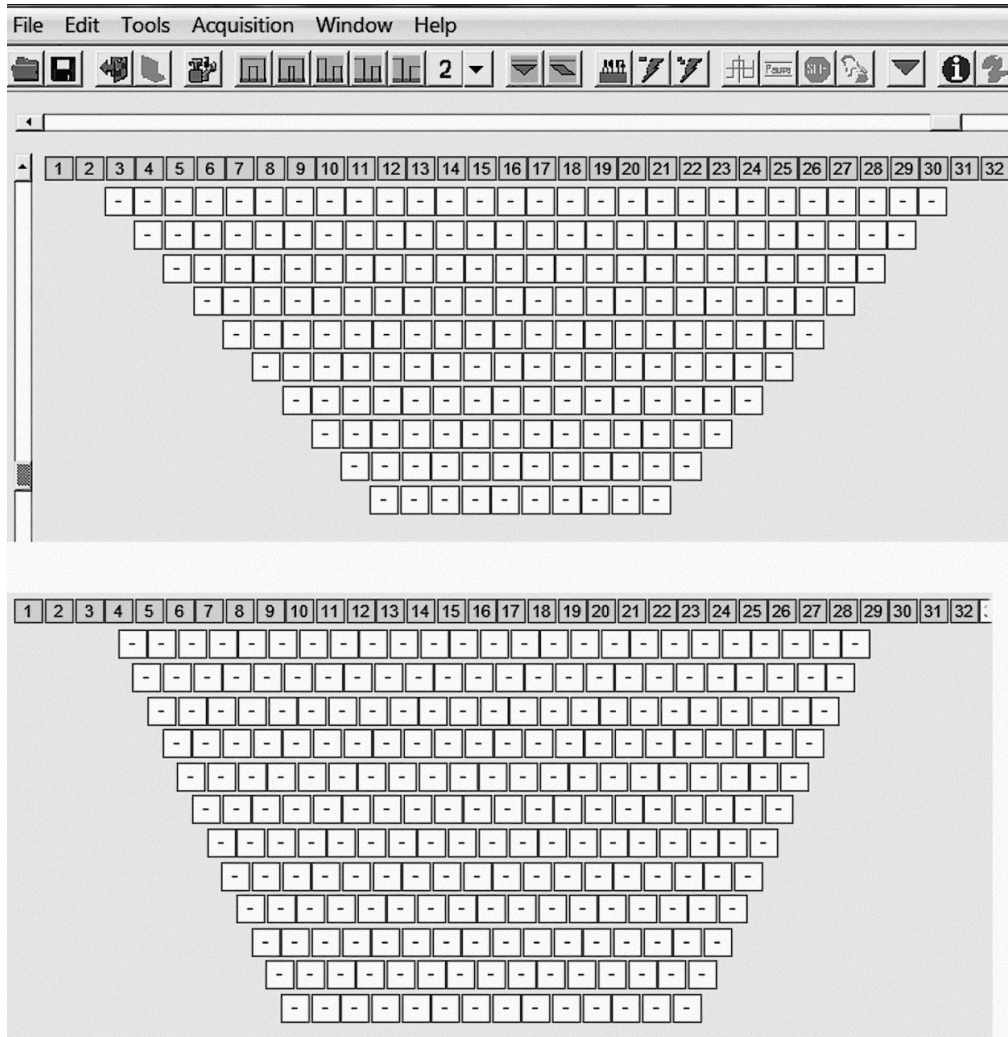 File Edit Tools Acquisition Window Help
2
1 2 3 4 5 6 7 8 9 10 11 12 13 14 15 16 17 18 19 20 21 22 23 24 25 26 27 28 29 30 31 32
- - - - - - - - - - - - - - - - - - - - - - - - - - - -
- - - - - - - - - - - - - - - - - - - - - - - - - -
- - - - - - - - - - - - - - - - - - - - - - - -
- - - - - - - - - - - - - - - - - - - - - -
- - - - - - - - - - - - - - - - - - - -
- - - - - - - - - - - - - - - - - -
- - - - - - - - - - - - - - - -
- - - - - - - - - - - - - -
- - - - - - - - - - - -
- - - - - - - - - -
1 2 3 4 5 6 7 8 9 10 11 12 13 14 15 16 17 18 19 20 21 22 23 24 25 26 27 28 29 30 31 32
- - - - - - - - - - - - - - - - - - - - - - - - -
- - - - - - - - - - - - - - - - - - - - - - - -
- - - - - - - - - - - - - - - - - - - - - - -
- - - - - - - - - - - - - - - - - - - - - -
- - - - - - - - - - - - - - - - - - - - -
- - - - - - - - - - - - - - - - - - - -
- - - - - - - - - - - - - - - - - - -
- - - - - - - - - - - - - - - - - -
- - - - - - - - - - - - - - - - -
- - - - - - - - - - - - - - - -
- - - - - - - - - - - - - - -
- - - - - - - - - - - - - -